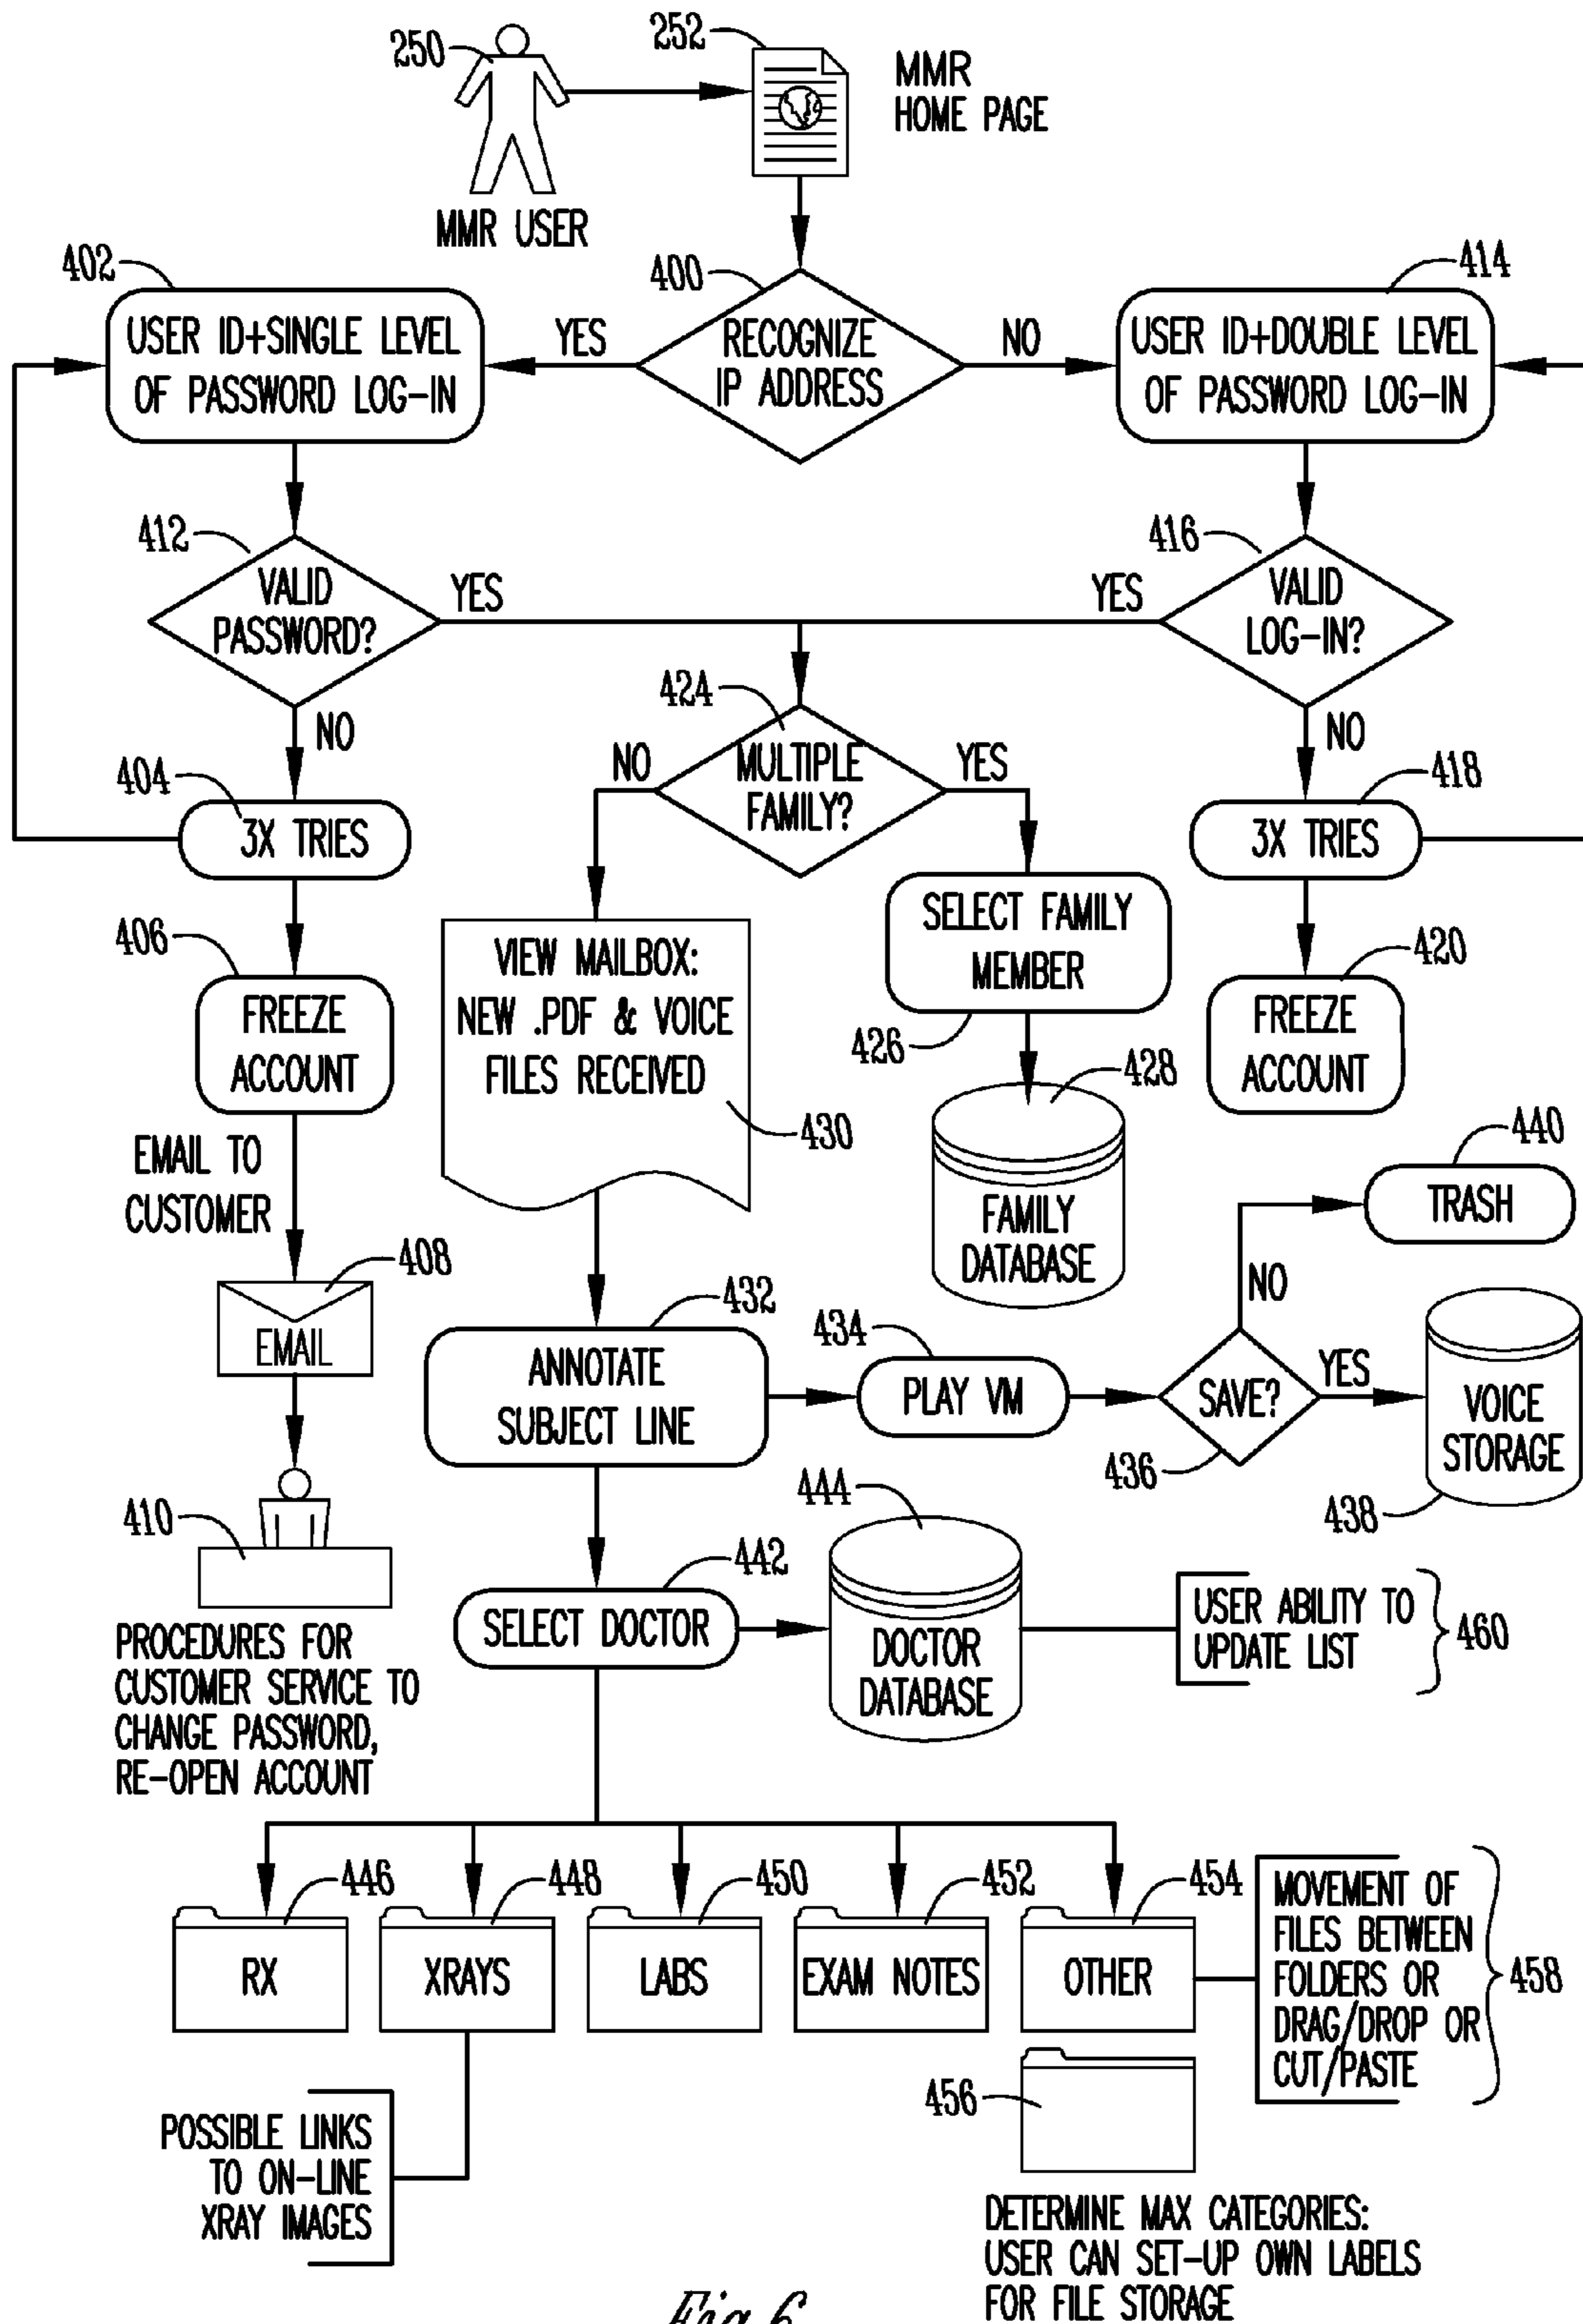 250
252
MMR
HOME PAGE
MMR USER
402
400
414
USER ID+SINGLE LEVEL
OF PASSWORD LOG-IN
YES
RECOGNIZE
IP ADDRESS
NO
USER ID+DOUBLE LEVEL
OF PASSWORD LOG-IN
412
VALID
PASSWORD?
YES
YES
416
VALID
LOG-IN?
NO
424
NO
MULTIPLE
FAMILY?
YES
NO
404
3X TRIES
418
3X TRIES
406
FREEZE
ACCOUNT
VIEW MAILBOX:
NEW .PDF & VOICE
FILES RECEIVED
430
SELECT FAMILY
MEMBER
426
428
FAMILY
DATABASE
420
FREEZE
ACCOUNT
EMAIL TO
CUSTOMER
440
TRASH
408
EMAIL
432
ANNOTATE
SUBJECT LINE
434
PLAY VM
NO
SAVE?
436
YES
VOICE
STORAGE
438
410
PROCEDURES FOR
CUSTOMER SERVICE TO
CHANGE PASSWORD,
RE-OPEN ACCOUNT
442
SELECT DOCTOR
444
DOCTOR
DATABASE
USER ABILITY TO
UPDATE LIST
460
446
448
450
452
454
RX
XRAYS
LABS
EXAM NOTES
OTHER
MOVEMENT OF
FILES BETWEEN
FOLDERS OR
DRAG/DROP OR
CUT/PASTE
458
456
POSSIBLE LINKS
TO ON-LINE
XRAY IMAGES
DETERMINE MAX CATEGORIES:
USER CAN SET-UP OWN LABELS
FOR FILE STORAGE
Fig.6